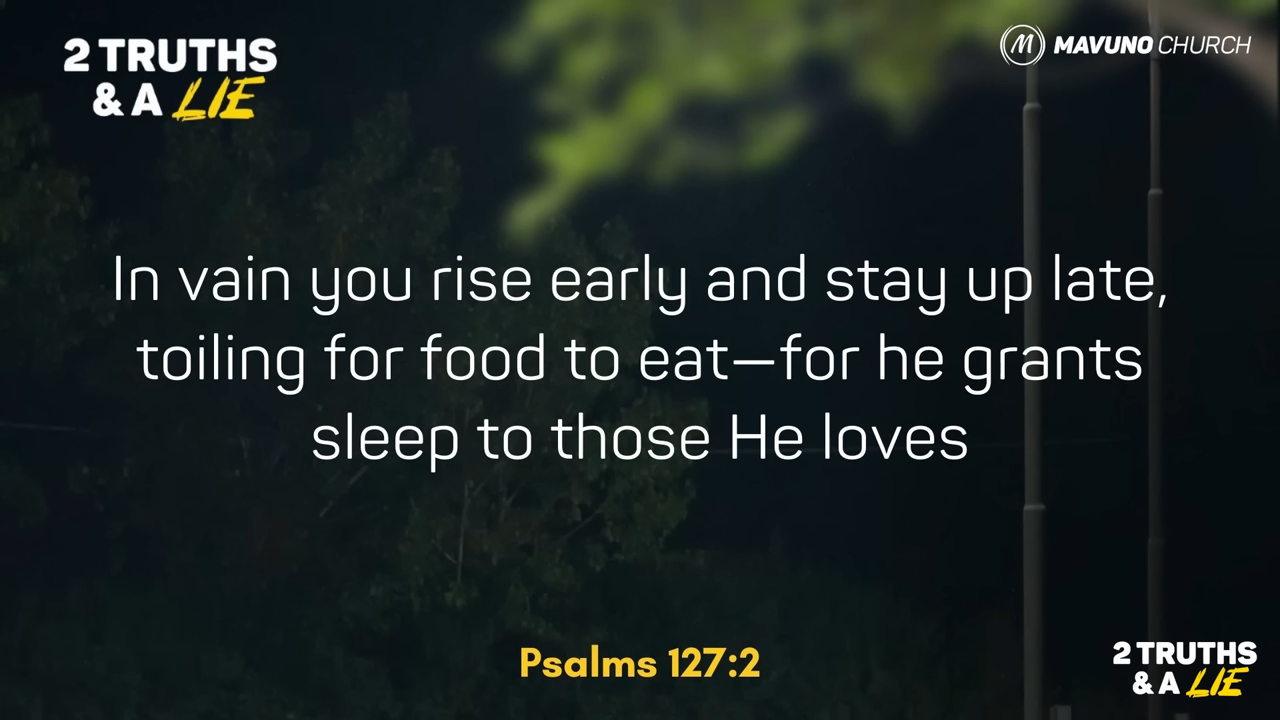 2 TRUTHS
& A LIE
MAVUNO CHURCH
In vain you rise early and stay up late,
toiling for food to eat—for he grants
sleep to those He loves
Psalms 127:2
2 TRUTHS
& A LIE